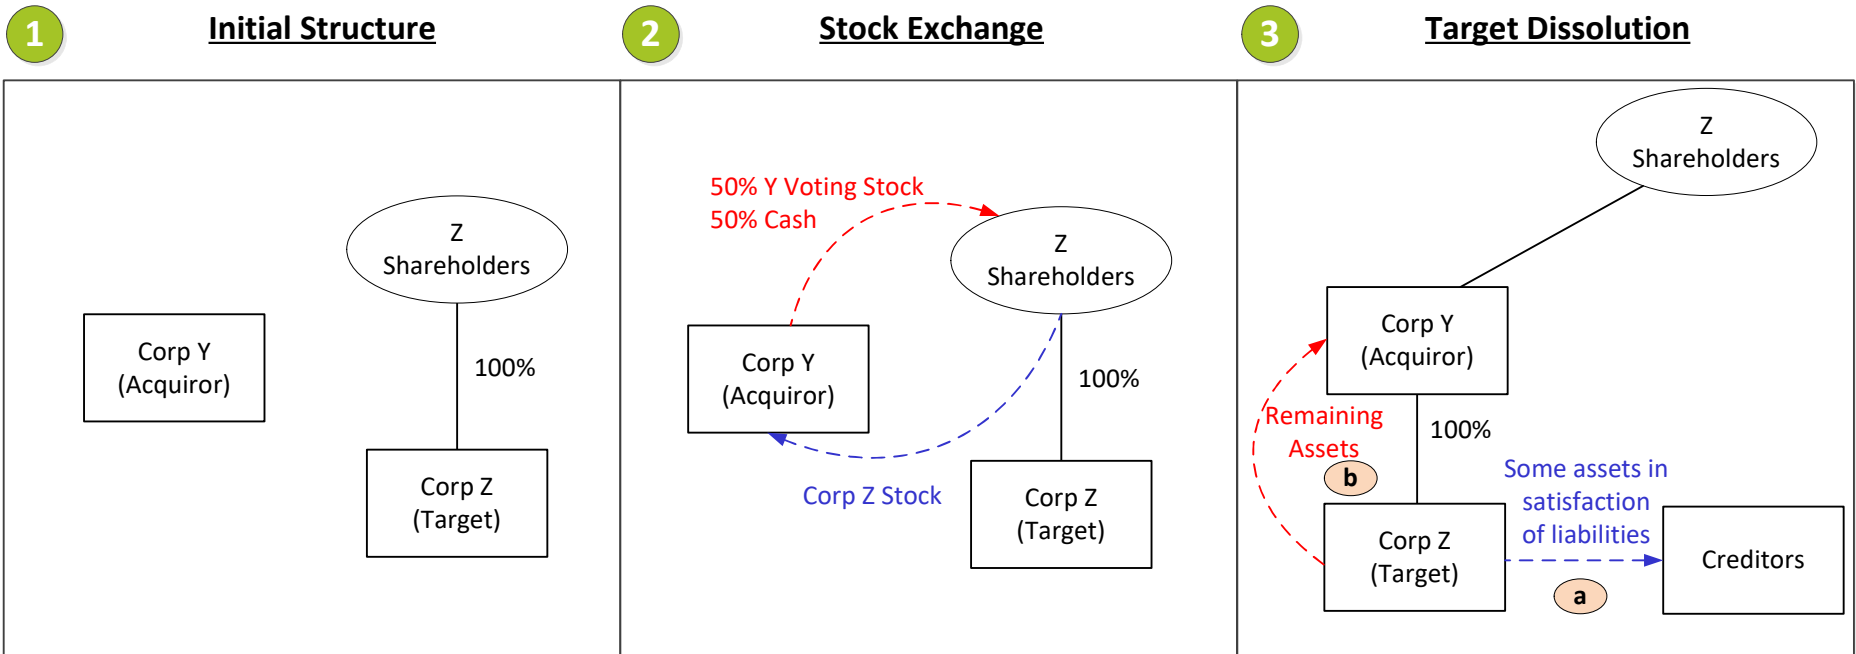 1
Initial Structure
Z
Shareholders
Corp Y
(Acquiror)
100%
Corp Z
(Target)
2
Stock Exchange
50% Y Voting Stock
50% Cash
Z
Shareholders
Corp Y
(Acquiror)
100%
Corp Z Stock
Corp Z
(Target)
3
Target Dissolution
Z
Shareholders
Corp Y
(Acquiror)
Remaining
Assets
100%
b
Some assets in
satisfaction
of liabilities
Corp Z
(Target)
Creditors
a